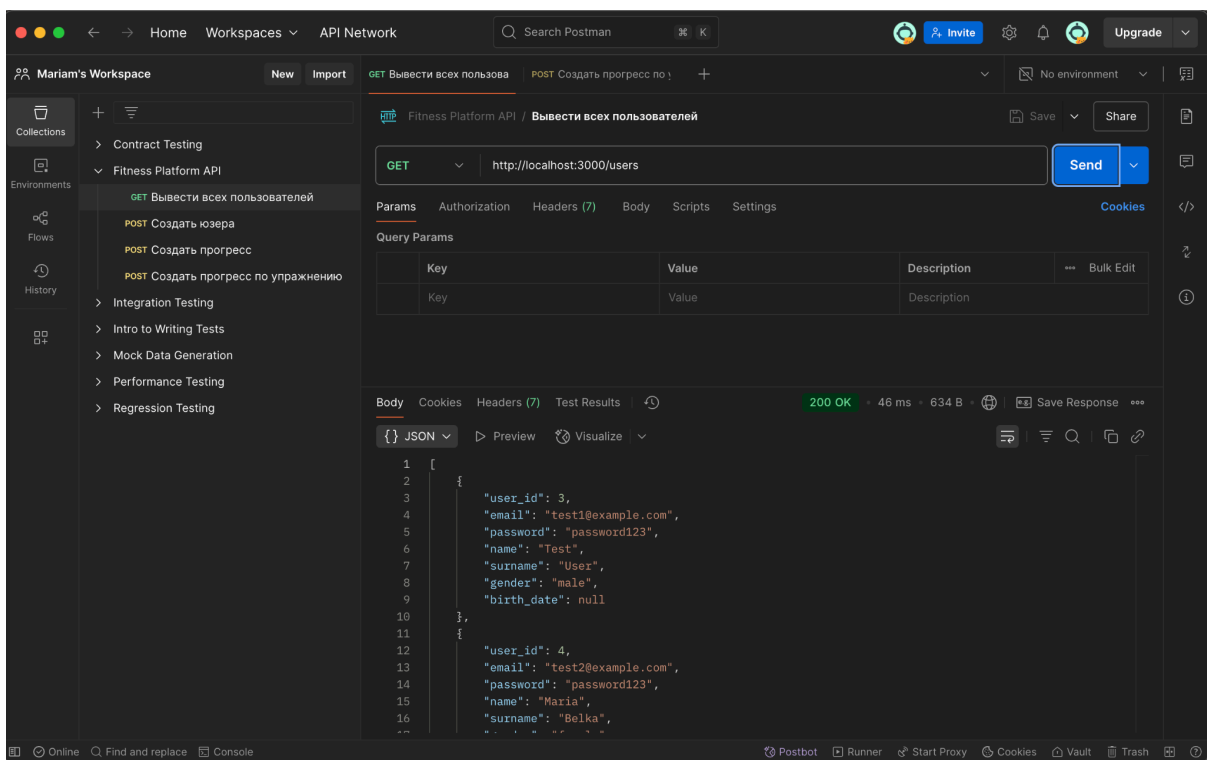 Home Workspaces API Network Search Postman ⌘ K Invite Upgrade
Mariam's Workspace New Import GET Вывести всех пользова POST Создать прогресс по No environment
Collections
Environments
Flows
History
Contract Testing
Fitness Platform API
GET Вывести всех пользователей
POST Создать юзера
POST Создать прогресс
POST Создать прогресс по упражнению
Integration Testing
Intro to Writing Tests
Mock Data Generation
Performance Testing
Regression Testing
HTTP Fitness Platform API / Вывести всех пользователей Save Share
GET http://localhost:3000/users Send
Params Authorization Headers (7) Body Scripts Settings Cookies
Query Params
Key Value Description Bulk Edit
Key Value Description
Body Cookies Headers (7) Test Results 200 OK 46 ms 634 B Save Response
{} JSON Preview Visualize
1 [
2 {
3 "user_id": 3,
4 "email": "test1@example.com",
5 "password": "password123",
6 "name": "Test",
7 "surname": "User",
8 "gender": "male",
9 "birth_date": null
10 },
11 {
12 "user_id": 4,
13 "email": "test2@example.com",
14 "password": "password123",
15 "name": "Maria",
16 "surname": "Belka",
Online Find and replace Console Postbot Runner Start Proxy Cookies Vault Trash